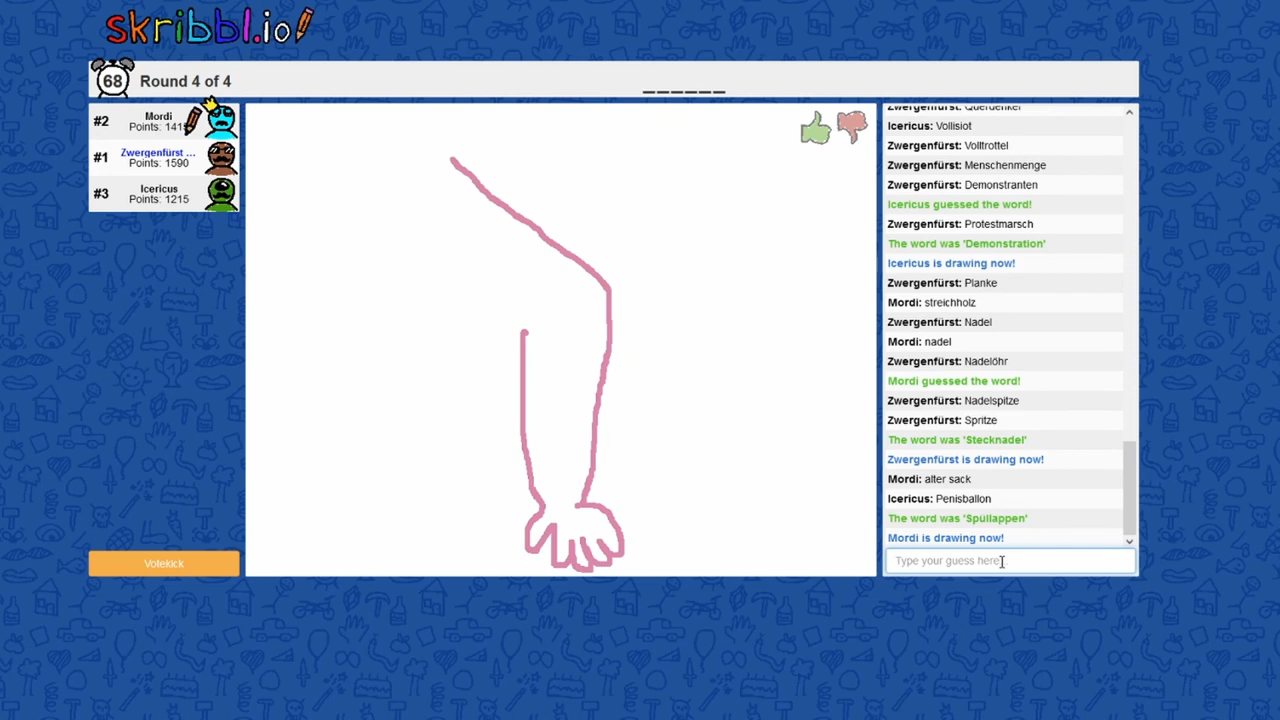 skribbl.io
68
Round 4 of 4
______
#2
Mordi
Points: 1415
#1
Zwergenfürst ...
Points: 1590
#3
Icericus
Points: 1215
Votekick
Zwergenfürst: Querdenker
Icericus: Vollisiot
Zwergenfürst: Volltrottel
Zwergenfürst: Menschenmenge
Zwergenfürst: Demonstranten
Icericus guessed the word!
Zwergenfürst: Protestmarsch
The word was 'Demonstration'
Icericus is drawing now!
Zwergenfürst: Planke
Mordi: streichholz
Zwergenfürst: Nadel
Mordi: nadel
Zwergenfürst: Nadelöhr
Mordi guessed the word!
Zwergenfürst: Nadelspitze
Zwergenfürst: Spritze
The word was 'Stecknadel'
Zwergenfürst is drawing now!
Mordi: alter sack
Icericus: Penisballon
The word was 'Spüllappen'
Mordi is drawing now!
Type your guess here